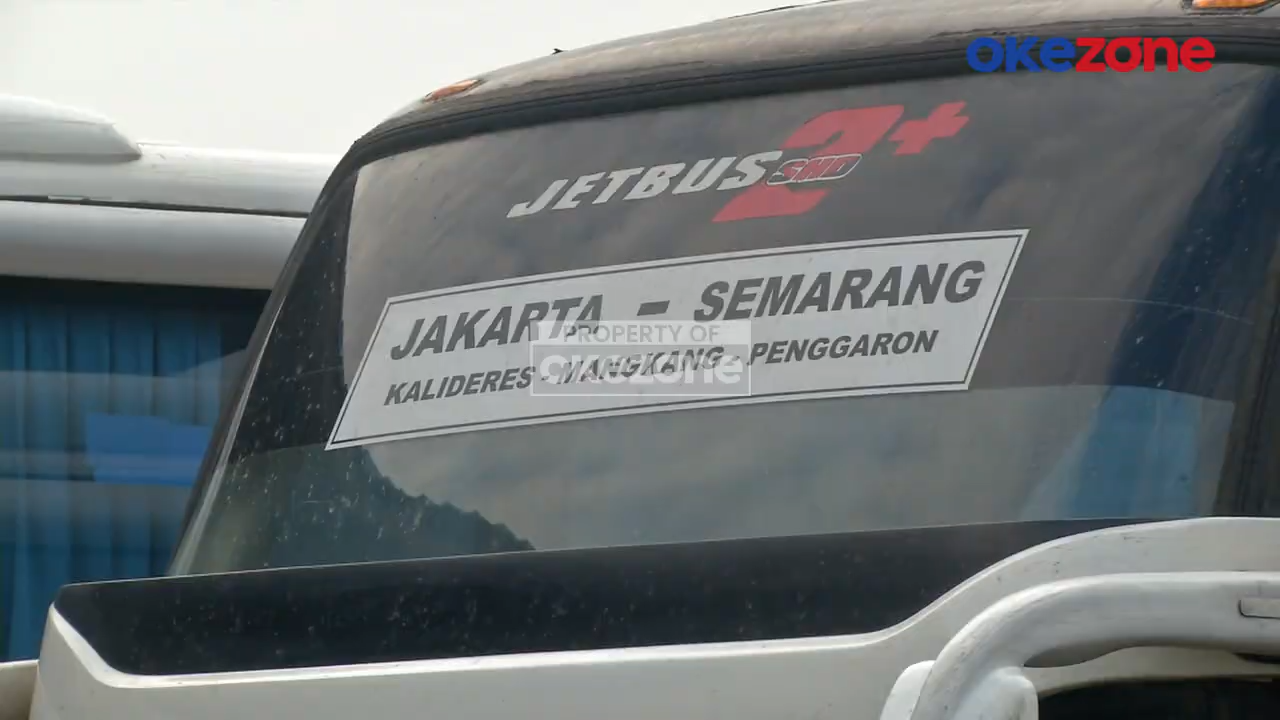 okezone
JETBUS 2+
SHD
JAKARTA - SEMARANG
KALIDERES - MANGKANG - PENGGARON
PROPERTY OF
okezone